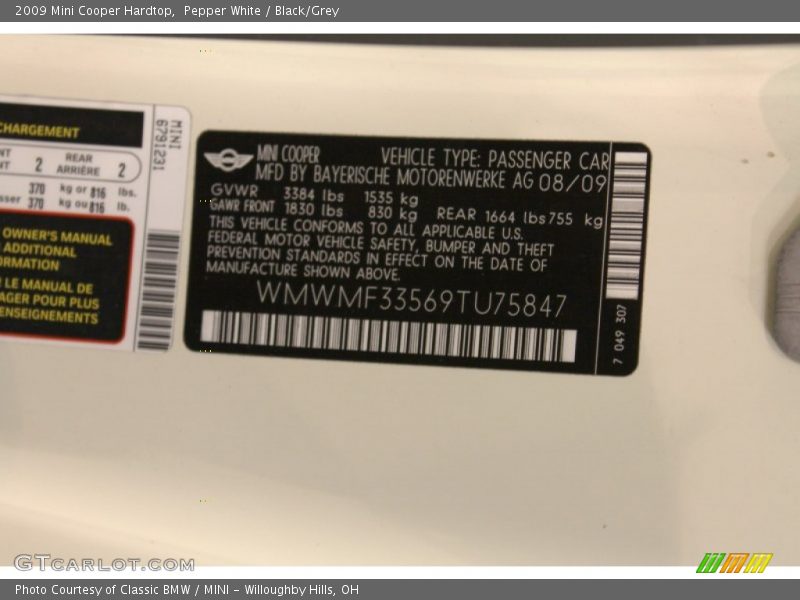 2009 Mini Cooper Hardtop,  Pepper White / Black/Grey
CHARGEMENT
NT 2 REAR 2
NT ARRIÈRE
370 kg or 816 lbs.
sser 370 kg ou 816 lb.
OWNER'S MANUAL
ADDITIONAL
ORMATION
LE MANUAL DE
AGER POUR PLUS
ENSEIGNEMENTS
MINI
6791231
MINI COOPER VEHICLE TYPE: PASSENGER CAR
MFD BY BAYERISCHE MOTORENWERKE AG 08/09
GVWR 3384 lbs 1535 kg
GAWR FRONT 1830 lbs 830 kg REAR 1664 lbs 755 kg
THIS VEHICLE CONFORMS TO ALL APPLICABLE U.S.
FEDERAL MOTOR VEHICLE SAFETY, BUMPER AND THEFT
PREVENTION STANDARDS IN EFFECT ON THE DATE OF
MANUFACTURE SHOWN ABOVE.
WMWMF33569TU75847
7 049 307
GTCARLOT.COM
Photo Courtesy of Classic BMW / MINI - Willoughby Hills, OH